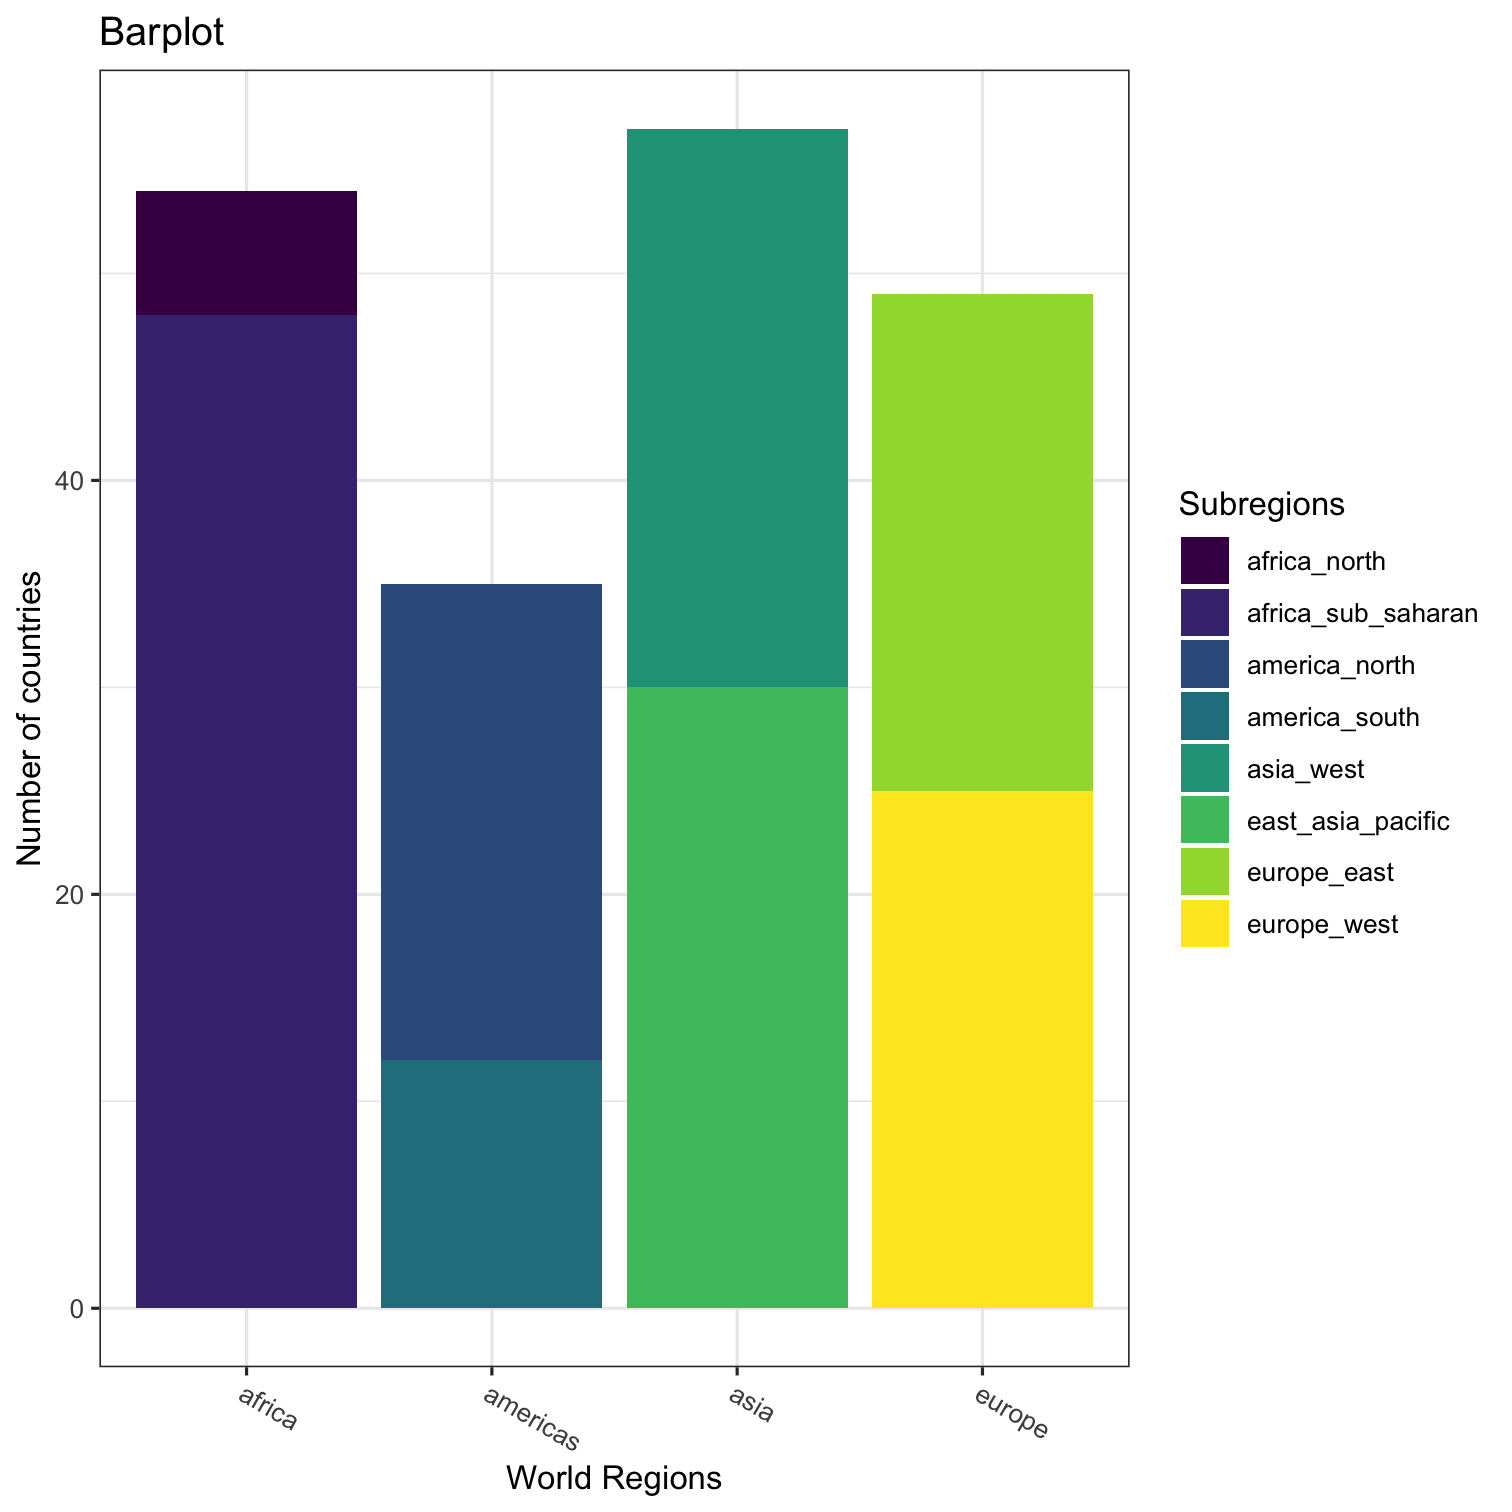 Barplot
Number of countries
40
20
0
africa
americas
asia
europe
World Regions
Subregions
africa_north
africa_sub_saharan
america_north
america_south
asia_west
east_asia_pacific
europe_east
europe_west